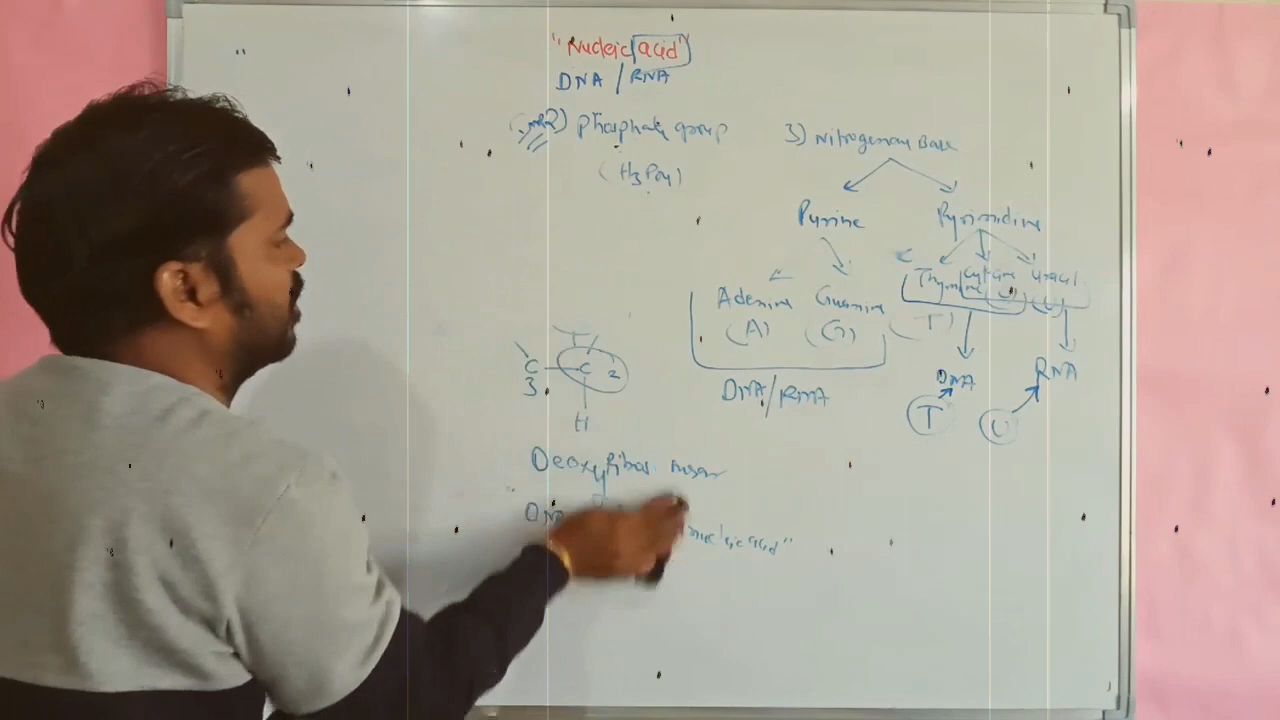 "Nucleic acid"
DNA / RNA
2) Phosphate group
(H3PO4)
3) Nitrogenous Base
Purine
Pyrimidine
Adenine
(A)
Guanine
(G)
Thymine
(T)
Cytosine
(C)
Uracil
(U)
DNA/RNA
DNA
T
RNA
U
C
3
C
2
H
Deoxyribose sugar
DNA
nucleic acid"